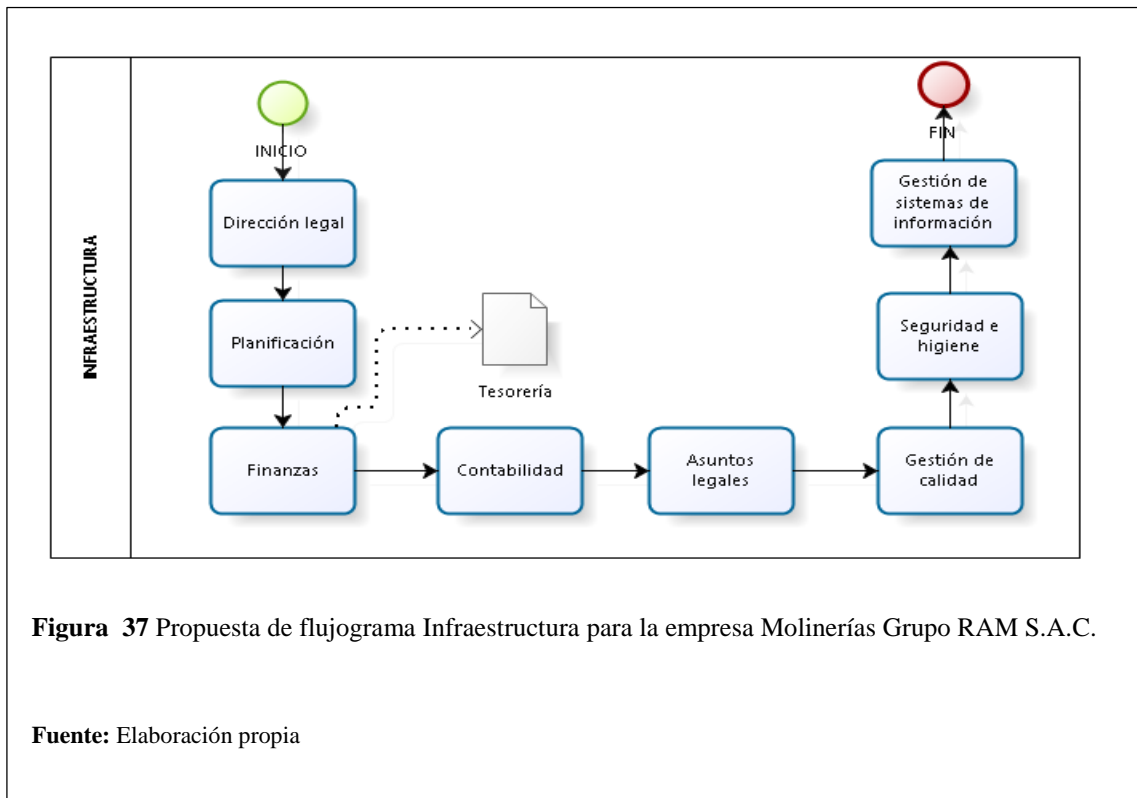 INFRAESTRUCTURA
INICIO
Dirección legal
Planificación
Finanzas
Tesorería
Contabilidad
Asuntos
legales
Gestión de
calidad
Seguridad e
higiene
Gestión de
sistemas de
información
FIN
Figura 37 Propuesta de flujograma Infraestructura para la empresa Molinerías Grupo RAM S.A.C.
Fuente: Elaboración propia